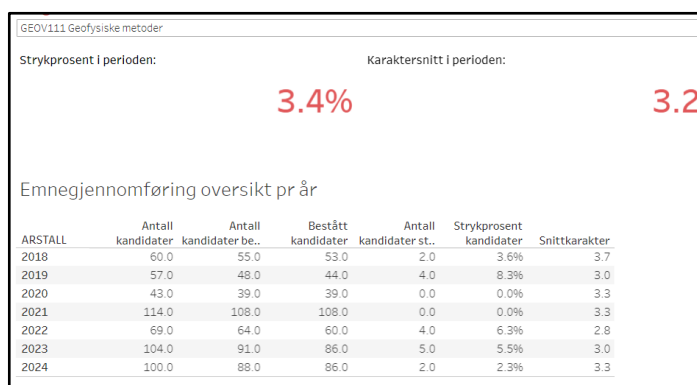 GEOV111 Geofysiske metoder
Strykprosent i perioden: Karaktersnitt i perioden:
3.4% 3.2
Emnegjennomføring oversikt pr år
Antall Antall Bestått Antall Strykprosent
ARSTALL kandidater kandidater be.. kandidater kandidater st.. kandidater Snittkarakter
2018 60.0 55.0 53.0 2.0 3.6% 3.7
2019 57.0 48.0 44.0 4.0 8.3% 3.0
2020 43.0 39.0 39.0 0.0 0.0% 3.3
2021 114.0 108.0 108.0 0.0 0.0% 3.3
2022 69.0 64.0 60.0 4.0 6.3% 2.8
2023 104.0 91.0 86.0 5.0 5.5% 3.0
2024 100.0 88.0 86.0 2.0 2.3% 3.3